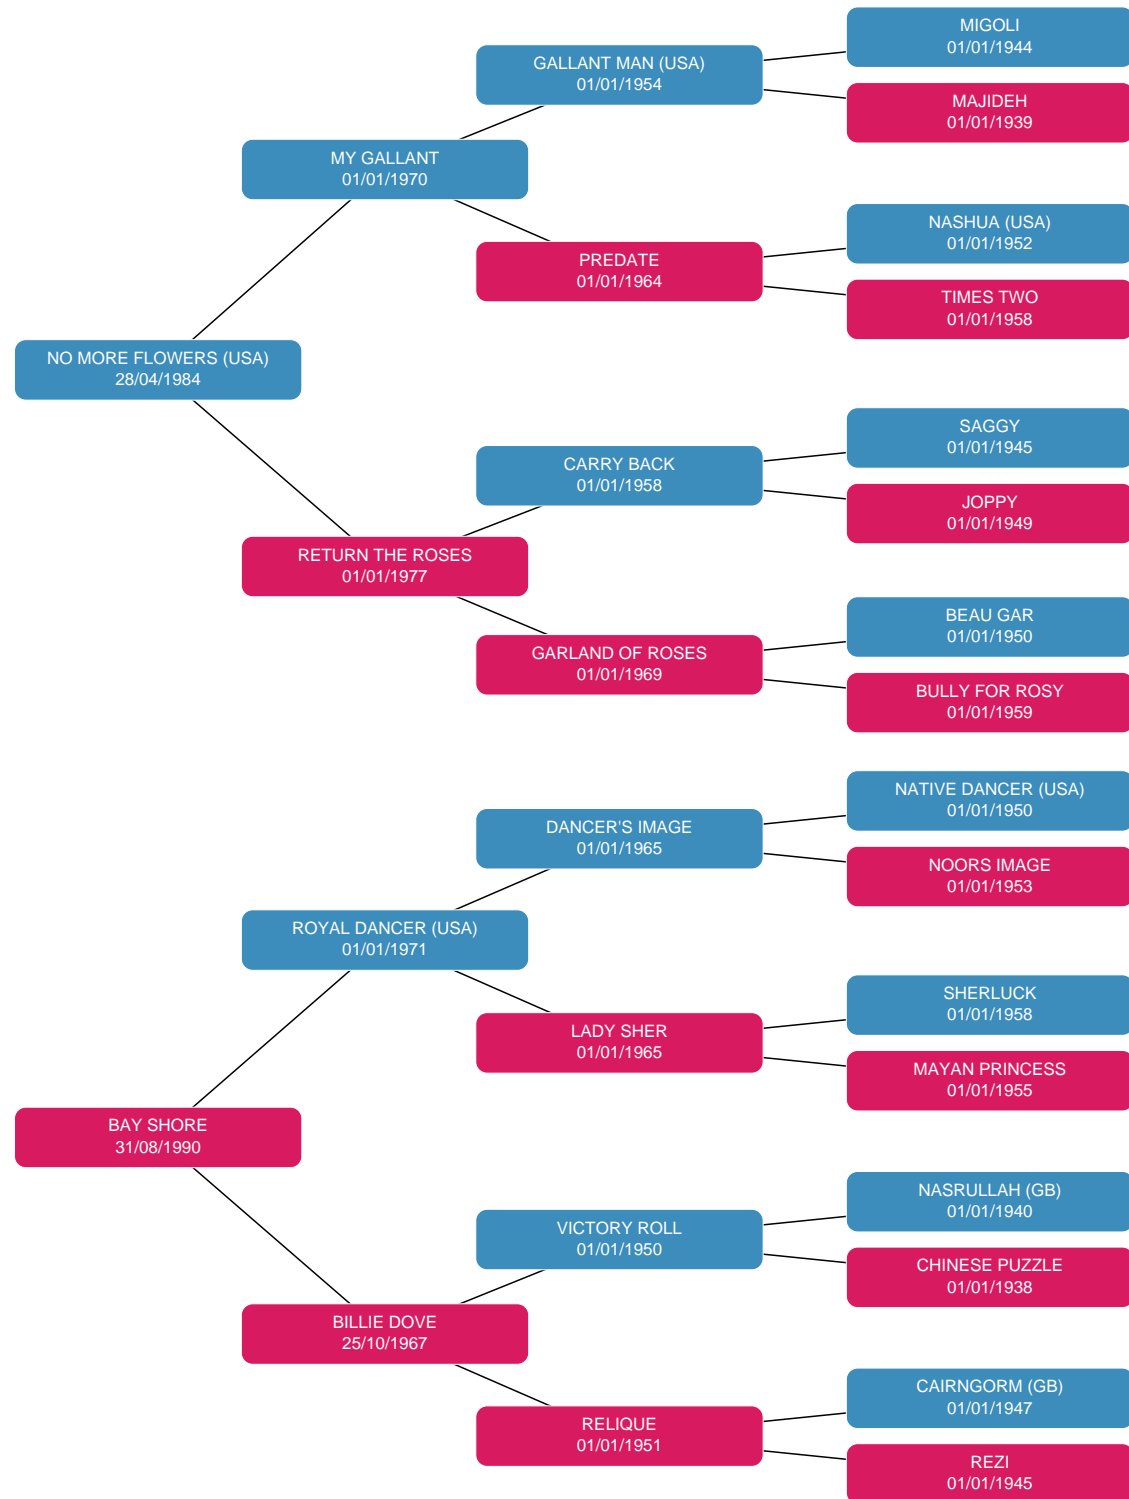 MIGOLI
01/01/1944
GALLANT MAN (USA)
01/01/1954
MAJIDEH
01/01/1939
MY GALLANT
01/01/1970
NASHUA (USA)
01/01/1952
PREDATE
01/01/1964
TIMES TWO
01/01/1958
NO MORE FLOWERS (USA)
28/04/1984
SAGGY
01/01/1945
CARRY BACK
01/01/1958
JOPPY
01/01/1949
RETURN THE ROSES
01/01/1977
BEAU GAR
01/01/1950
GARLAND OF ROSES
01/01/1969
BULLY FOR ROSY
01/01/1959
NATIVE DANCER (USA)
01/01/1950
DANCER'S IMAGE
01/01/1965
NOORS IMAGE
01/01/1953
ROYAL DANCER (USA)
01/01/1971
SHERLUCK
01/01/1958
LADY SHER
01/01/1965
MAYAN PRINCESS
01/01/1955
BAY SHORE
31/08/1990
NASRULLAH (GB)
01/01/1940
VICTORY ROLL
01/01/1950
CHINESE PUZZLE
01/01/1938
BILLIE DOVE
25/10/1967
CAIRNGORM (GB)
01/01/1947
RELIQUE
01/01/1951
REZI
01/01/1945